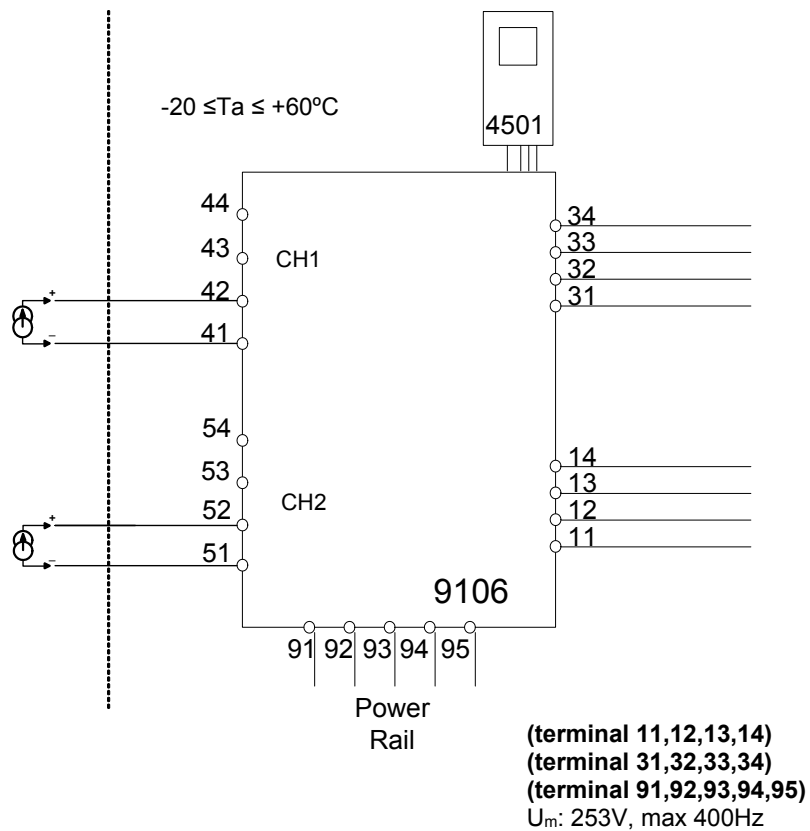 -20 ≤Ta ≤ +60ºC
4501
44
43
CH1
42
+
41
–
54
53
CH2
52
+
51
–
34
33
32
31
14
13
12
11
9106
91 92 93 94 95
Power
Rail
(terminal 11,12,13,14)
(terminal 31,32,33,34)
(terminal 91,92,93,94,95)
Um: 253V, max 400Hz